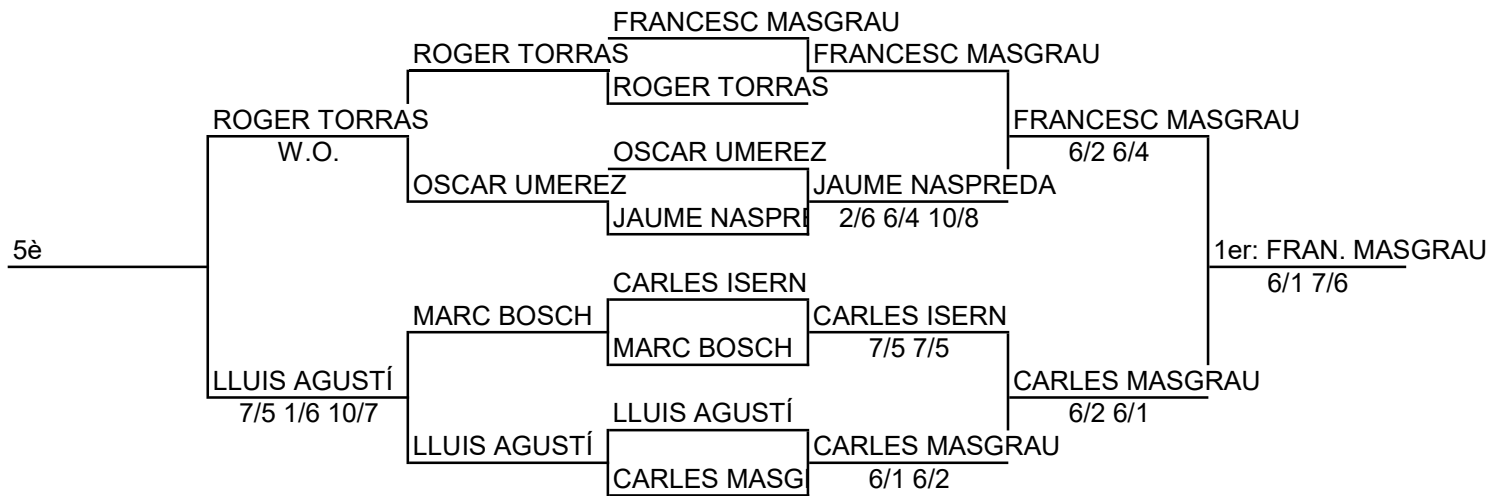 FRANCESC MASGRAU
ROGER TORRAS
FRANCESC MASGRAU
ROGER TORRAS
ROGER TORRAS
W.O.
FRANCESC MASGRAU
6/2 6/4
OSCAR UMEREZ
OSCAR UMEREZ
JAUME NASPREDA
JAUME NASPRE
2/6 6/4 10/8
5è
1er: FRAN. MASGRAU
6/1 7/6
CARLES ISERN
MARC BOSCH
CARLES ISERN
MARC BOSCH
7/5 7/5
LLUIS AGUSTÍ
7/5 1/6 10/7
CARLES MASGRAU
6/2 6/1
LLUIS AGUSTÍ
LLUIS AGUSTÍ
CARLES MASGRAU
CARLES MASG
6/1 6/2